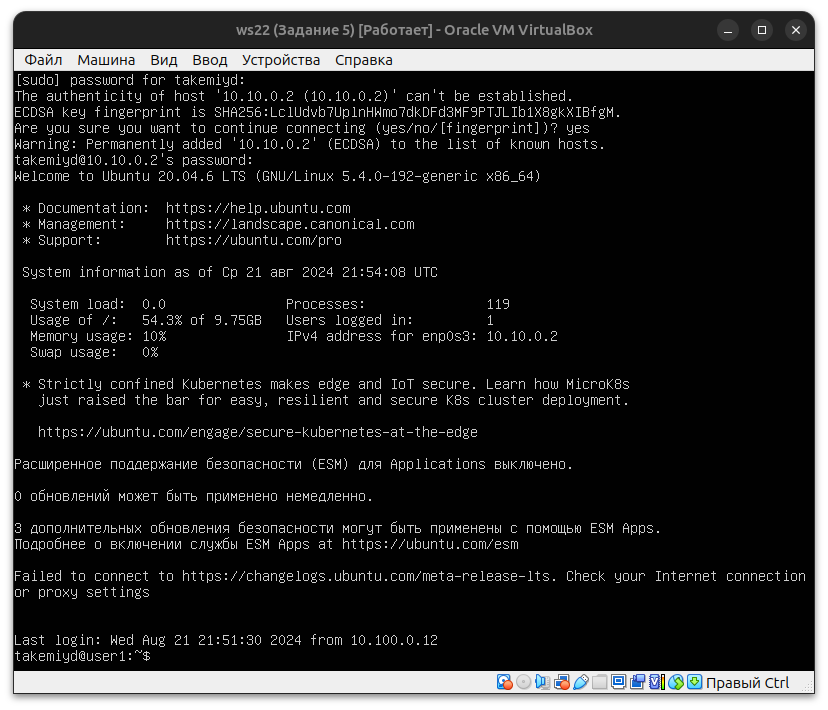 ws22 (Задание 5) [Работает] - Oracle VM VirtualBox
Файл Машина Вид Ввод Устройства Справка
[sudo] password for takemiyd:
The authenticity of host '10.10.0.2 (10.10.0.2)' can't be established.
ECDSA key fingerprint is SHA256:LclUdvb7UplnHWmo7dkDFd3MF9PTJLIb1X8gkXIBfgM.
Are you sure you want to continue connecting (yes/no/[fingerprint])? yes
Warning: Permanently added '10.10.0.2' (ECDSA) to the list of known hosts.
takemiyd@10.10.0.2's password:
Welcome to Ubuntu 20.04.6 LTS (GNU/Linux 5.4.0-192-generic x86_64)
* Documentation:  https://help.ubuntu.com
* Management:     https://landscape.canonical.com
* Support:        https://ubuntu.com/pro
System information as of Ср 21 авг 2024 21:54:08 UTC
System load:  0.0               Processes:               119
Usage of /:   54.3% of 9.75GB   Users logged in:         1
Memory usage: 10%               IPv4 address for enp0s3: 10.10.0.2
Swap usage:   0%
* Strictly confined Kubernetes makes edge and IoT secure. Learn how MicroK8s
just raised the bar for easy, resilient and secure K8s cluster deployment.
https://ubuntu.com/engage/secure-kubernetes-at-the-edge
Расширенное поддержание безопасности (ESM) для Applications выключено.
0 обновлений может быть применено немедленно.
3 дополнительных обновления безопасности могут быть применены с помощью ESM Apps.
Подробнее о включении службы ESM Apps at https://ubuntu.com/esm
Failed to connect to https://changelogs.ubuntu.com/meta-release-lts. Check your Internet connection
or proxy settings
Last login: Wed Aug 21 21:51:30 2024 from 10.100.0.12
takemiyd@user1:~$
Правый Ctrl